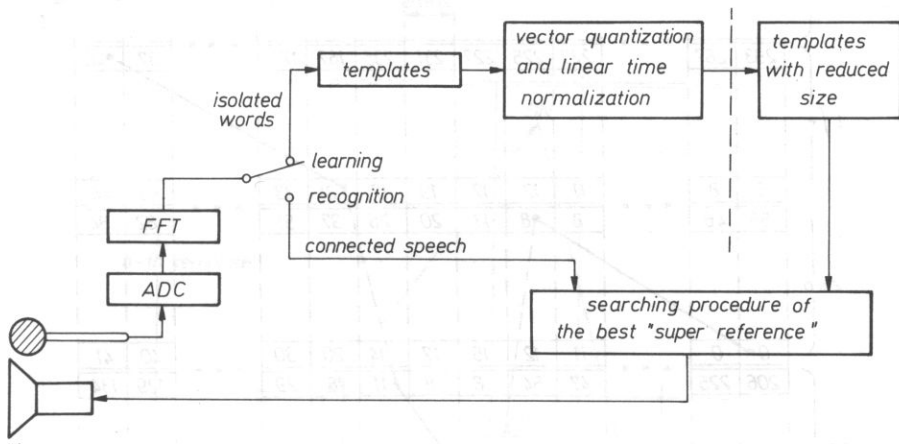 vector quantization
and linear time
normalization
templates
with reduced
size
templates
isolated
words
learning
recognition
FFT
connected speech
ADC
searching procedure of
the best "super reference"